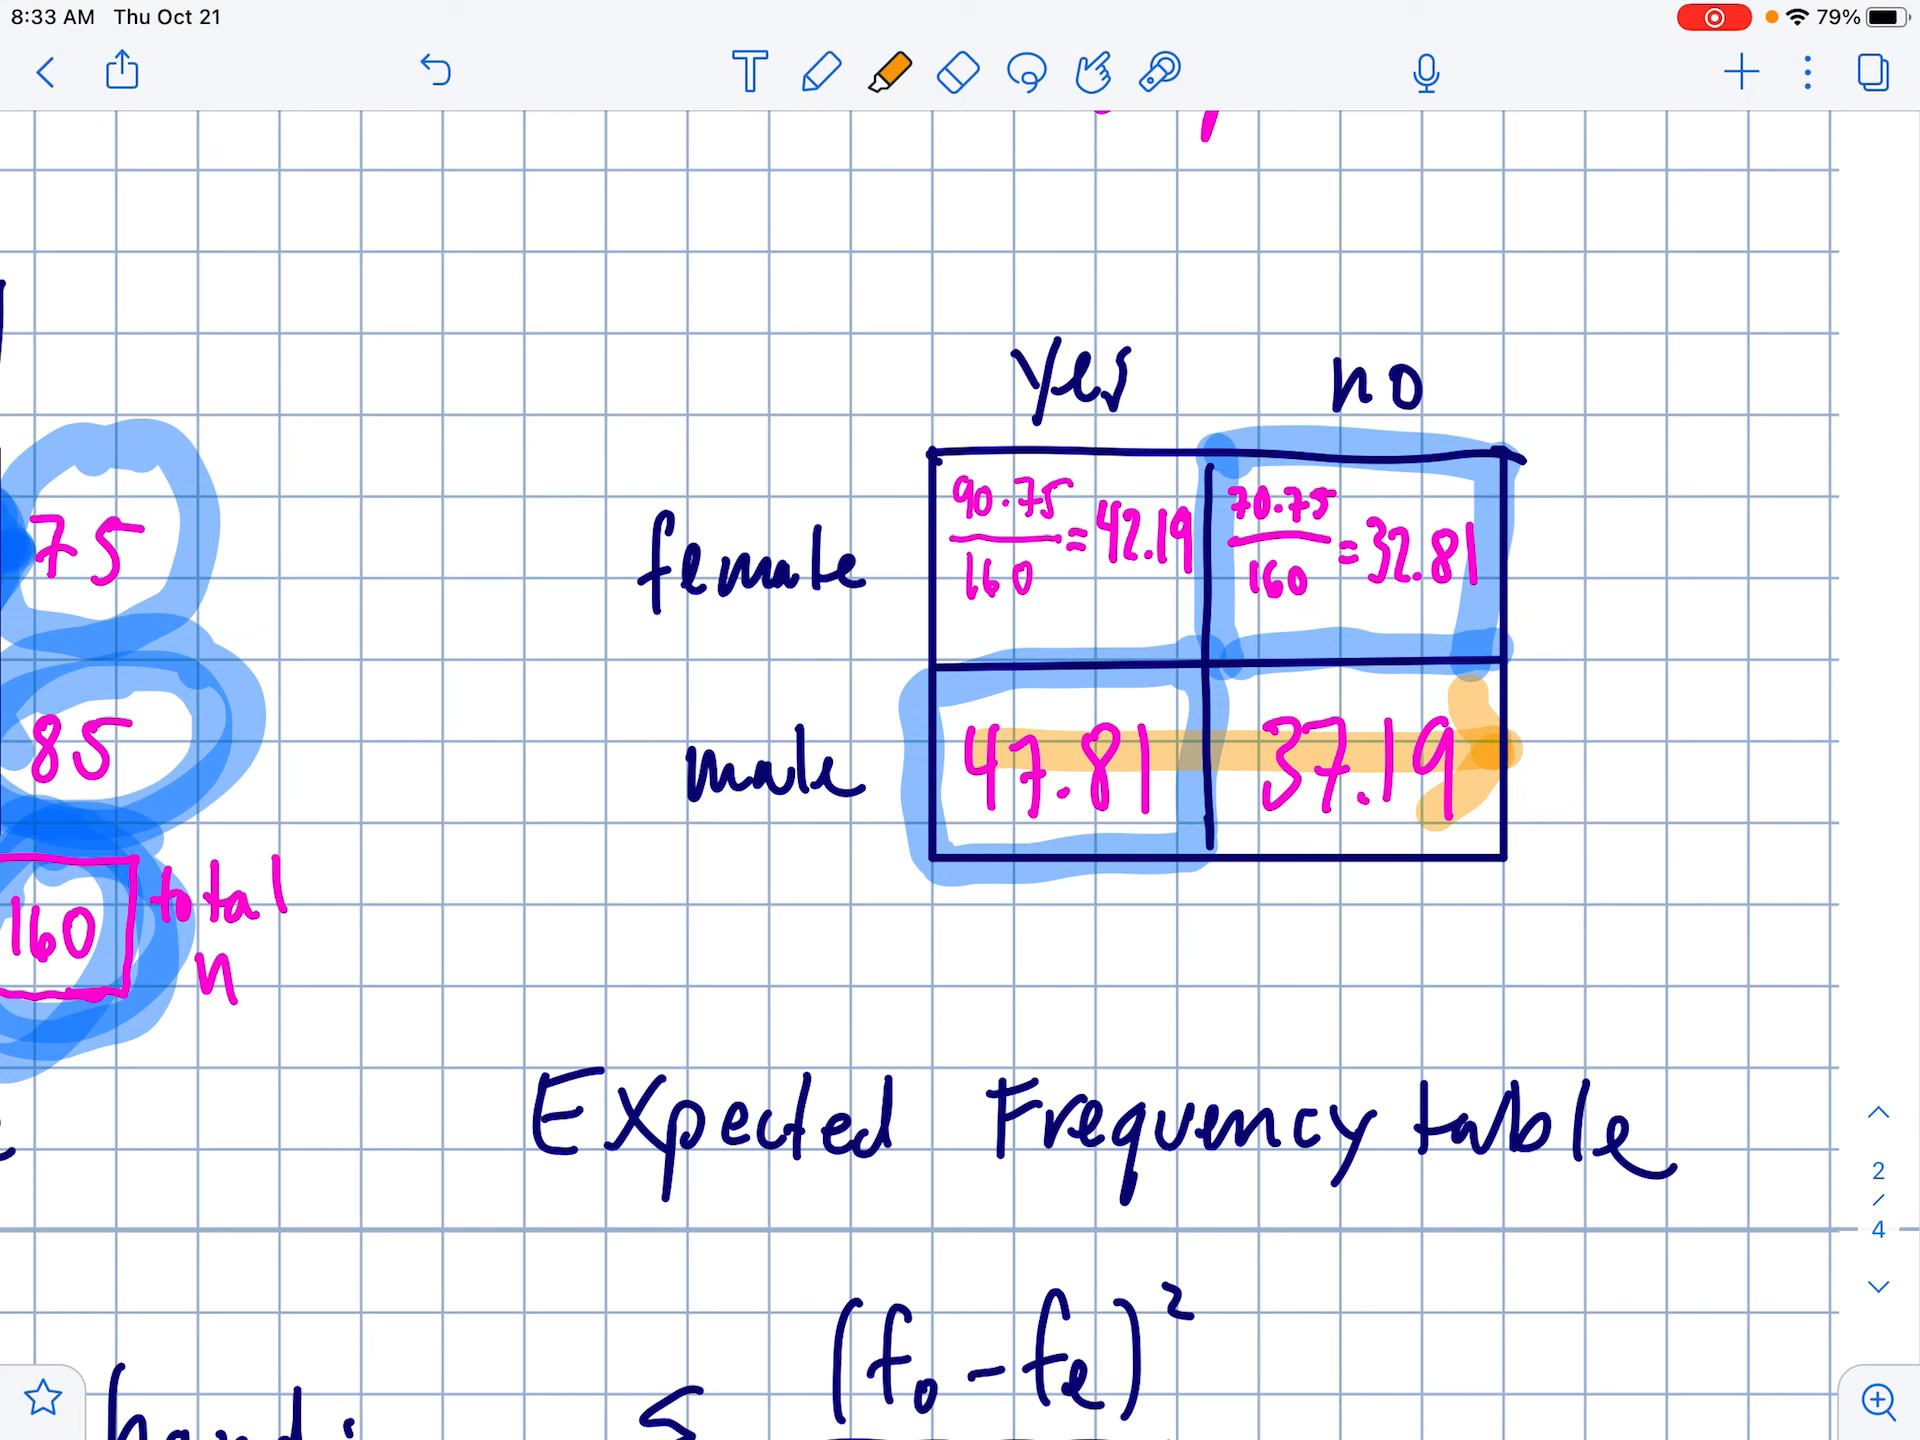 8:33 AM Thu Oct 21
79%
T
yes no
75
female
90.75/160 = 42.19
70.75/160 = 32.81
85
male
47.81 37.19
160 total
n
Expected Frequency table
2
/
4
(fo - fe)²